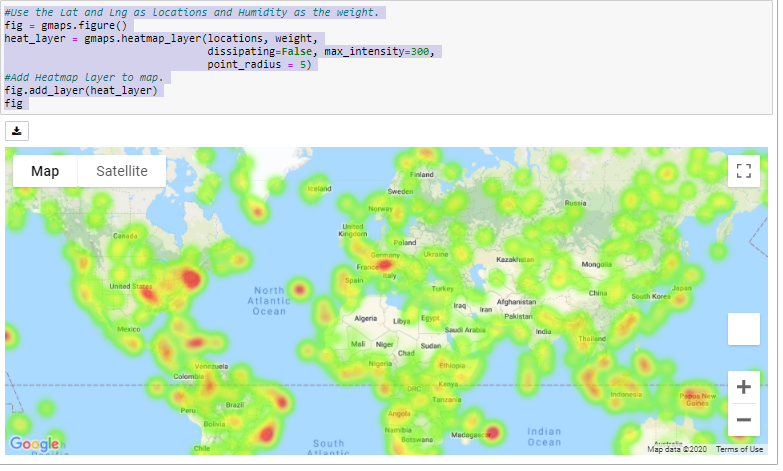 #Use the Lat and Lng as locations and Humidity as the weight.
fig = gmaps.figure()
heat_layer = gmaps.heatmap_layer(locations, weight,
dissipating=False, max_intensity=300,
point_radius = 5)
#Add Heatmap layer to map.
fig.add_layer(heat_layer)
fig
Map
Satellite
Finland
Iceland
Sweden
Russia
Norway
United
Kingdom
Canada
Poland
Germany
Ukraine
Kazakhstan
Mongolia
France
Italy
Spain
United States
North
Atlantic
Ocean
Turkey
China
South Korea
Japan
Iraq
Iran
Afghanistan
Pakistan
Algeria
Libya
Egypt
Saudi Arabia
India
Mexico
Thailand
Mali
Niger
Chad
Sudan
Nigeria
Ethiopia
Venezuela
Colombia
DRC
Kenya
Indonesia
Papua New
Guinea
Tanzania
Brazil
Peru
Angola
Bolivia
Namibia
Botswana
Madagascar
Indian
Ocean
South
Atlantic
Chile
Google
Map data ©2020
Terms of Use